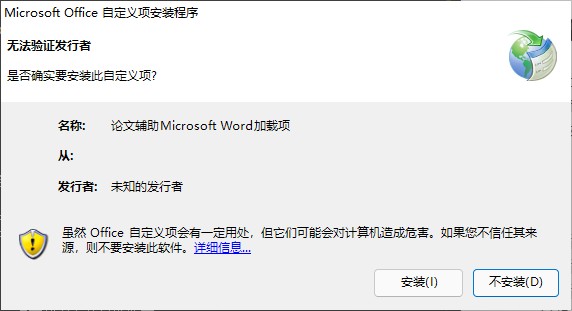 Microsoft Office 自定义项安装程序
无法验证发行者
是否确实要安装此自定义项?
名称: 论文辅助Microsoft Word加载项
从:
发行者: 未知的发行者
虽然 Office 自定义项会有一定用处，但它们可能会对计算机造成危害。如果您不信任其来
源，则不要安装此软件。详细信息...
安装(I)
不安装(D)